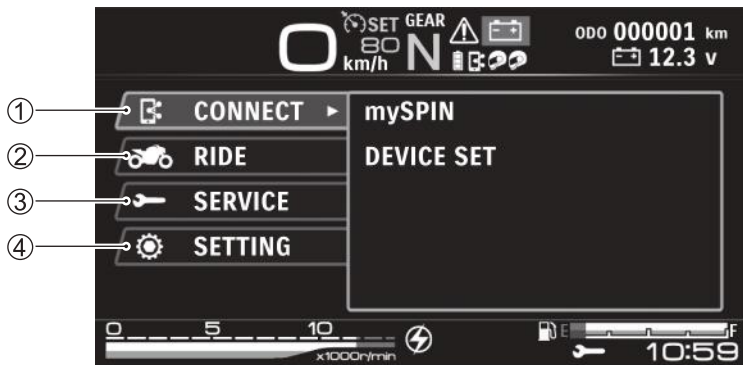 SET GEAR
ODO 000001 km
0 80 N
km/h
12.3 V
① CONNECT ▸ mySPIN
② RIDE DEVICE SET
③ SERVICE
④ SETTING
0 5 10
E F
x1000r/min
10:59